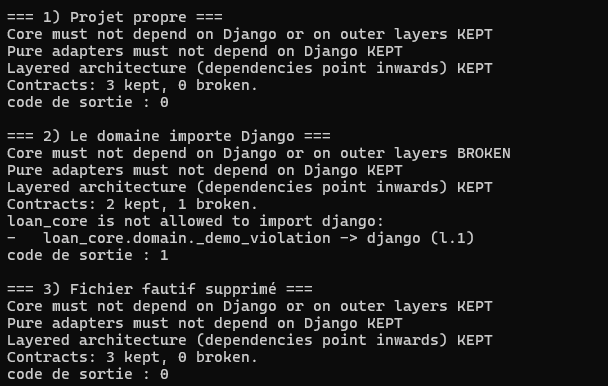 === 1) Projet propre ===
Core must not depend on Django or on outer layers KEPT
Pure adapters must not depend on Django KEPT
Layered architecture (dependencies point inwards) KEPT
Contracts: 3 kept, 0 broken.
code de sortie : 0

=== 2) Le domaine importe Django ===
Core must not depend on Django or on outer layers BROKEN
Pure adapters must not depend on Django KEPT
Layered architecture (dependencies point inwards) KEPT
Contracts: 2 kept, 1 broken.
loan_core is not allowed to import django:
-   loan_core.domain._demo_violation -> django (l.1)
code de sortie : 1

=== 3) Fichier fautif supprimé ===
Core must not depend on Django or on outer layers KEPT
Pure adapters must not depend on Django KEPT
Layered architecture (dependencies point inwards) KEPT
Contracts: 3 kept, 0 broken.
code de sortie : 0